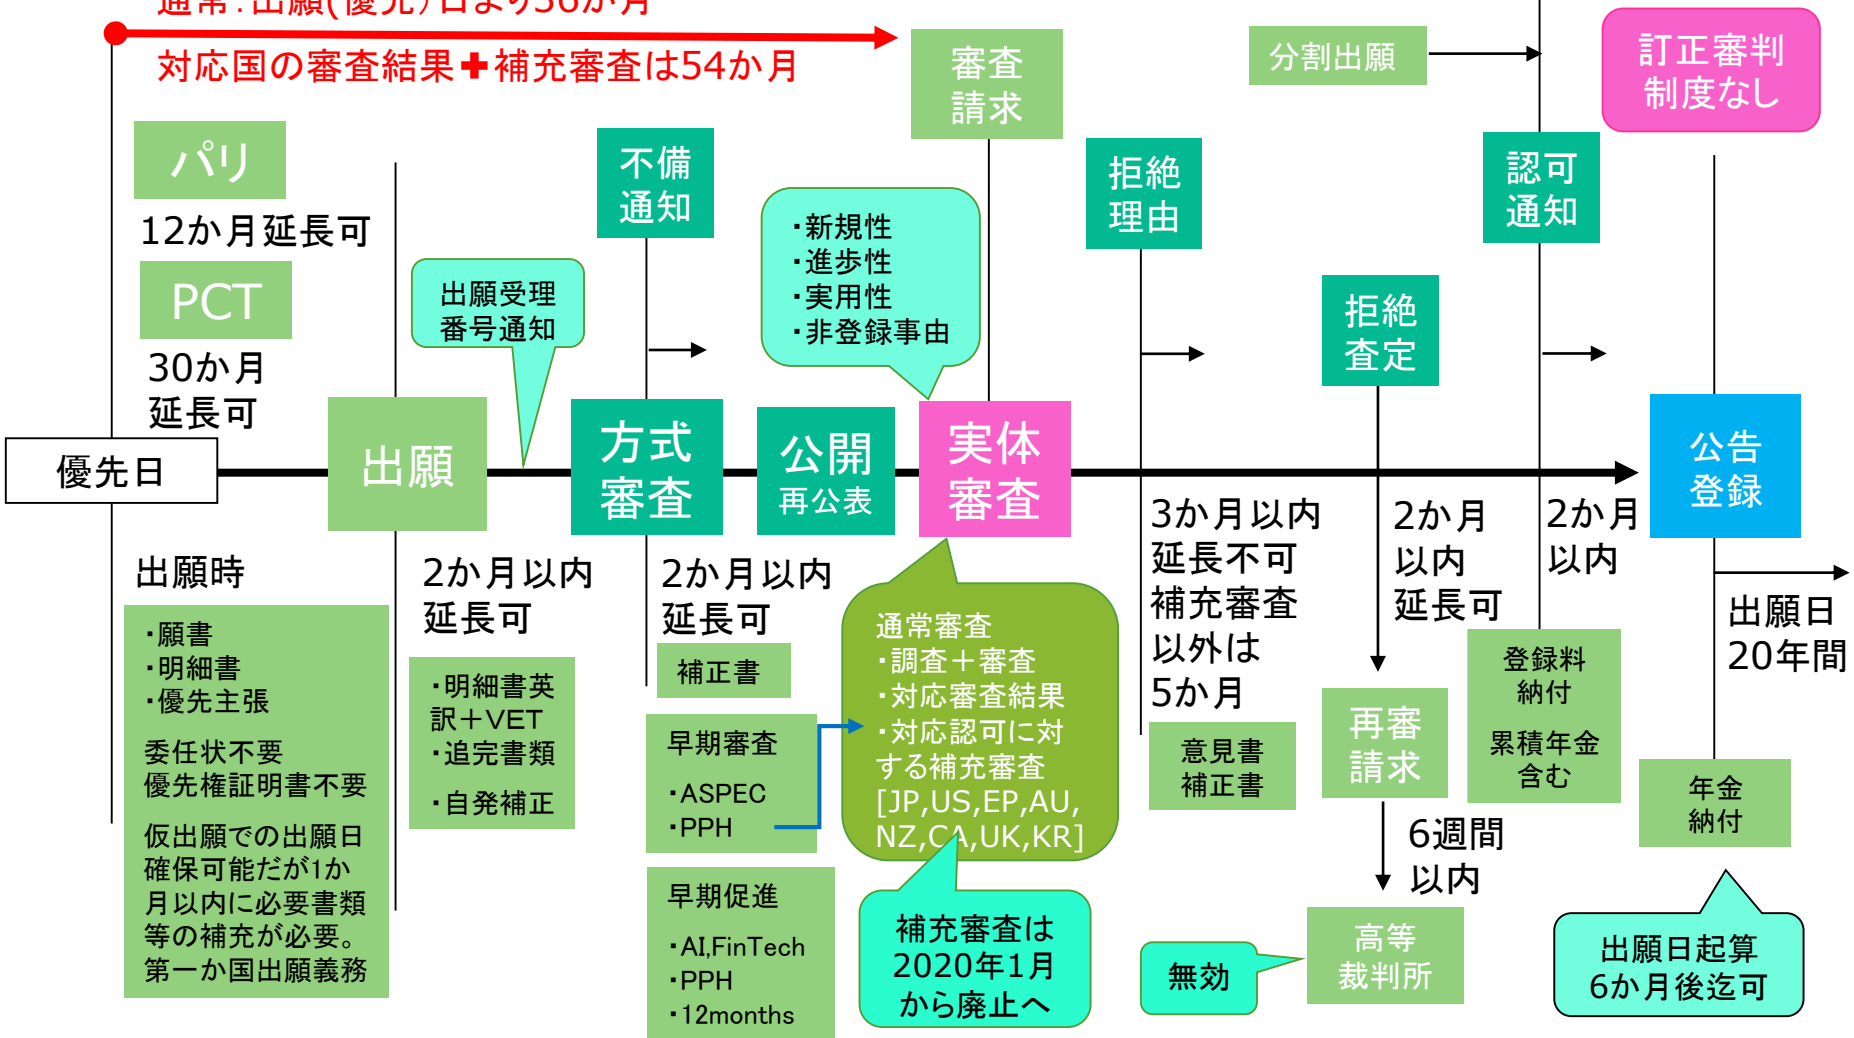 通常:出願(優先)日より36か月
対応国の審査結果✚補充審査は54か月
審査
請求
分割出願
訂正審判
制度なし
パリ
12か月延長可
PCT
30か月
延長可
不備
通知
出願受理
番号通知
・新規性
・進歩性
・実用性
・非登録事由
拒絶
理由
拒絶
査定
認可
通知
優先日
出願
方式
審査
公開
再公表
実体
審査
公告
登録
出願時
・願書
・明細書
・優先主張
委任状不要
優先権証明書不要
仮出願での出願日
確保可能だが1か
月以内に必要書類
等の補充が必要。
第一か国出願義務
2か月以内
延長可
・明細書英
訳+VET
・追完書類
・自発補正
2か月以内
延長可
補正書
早期審査
・ASPEC
・PPH
早期促進
・AI,FinTech
・PPH
・12months
通常審査
・調査+審査
・対応審査結果
・対応認可に対
する補充審査
[JP,US,EP,AU,
NZ,CA,UK,KR]
補充審査は
2020年1月
から廃止へ
3か月以内
延長不可
補充審査
以外は
5か月
意見書
補正書
2か月
以内
延長可
再審
請求
6週間
以内
無効
高等
裁判所
2か月
以内
登録料
納付
累積年金
含む
出願日
20年間
年金
納付
出願日起算
6か月後迄可